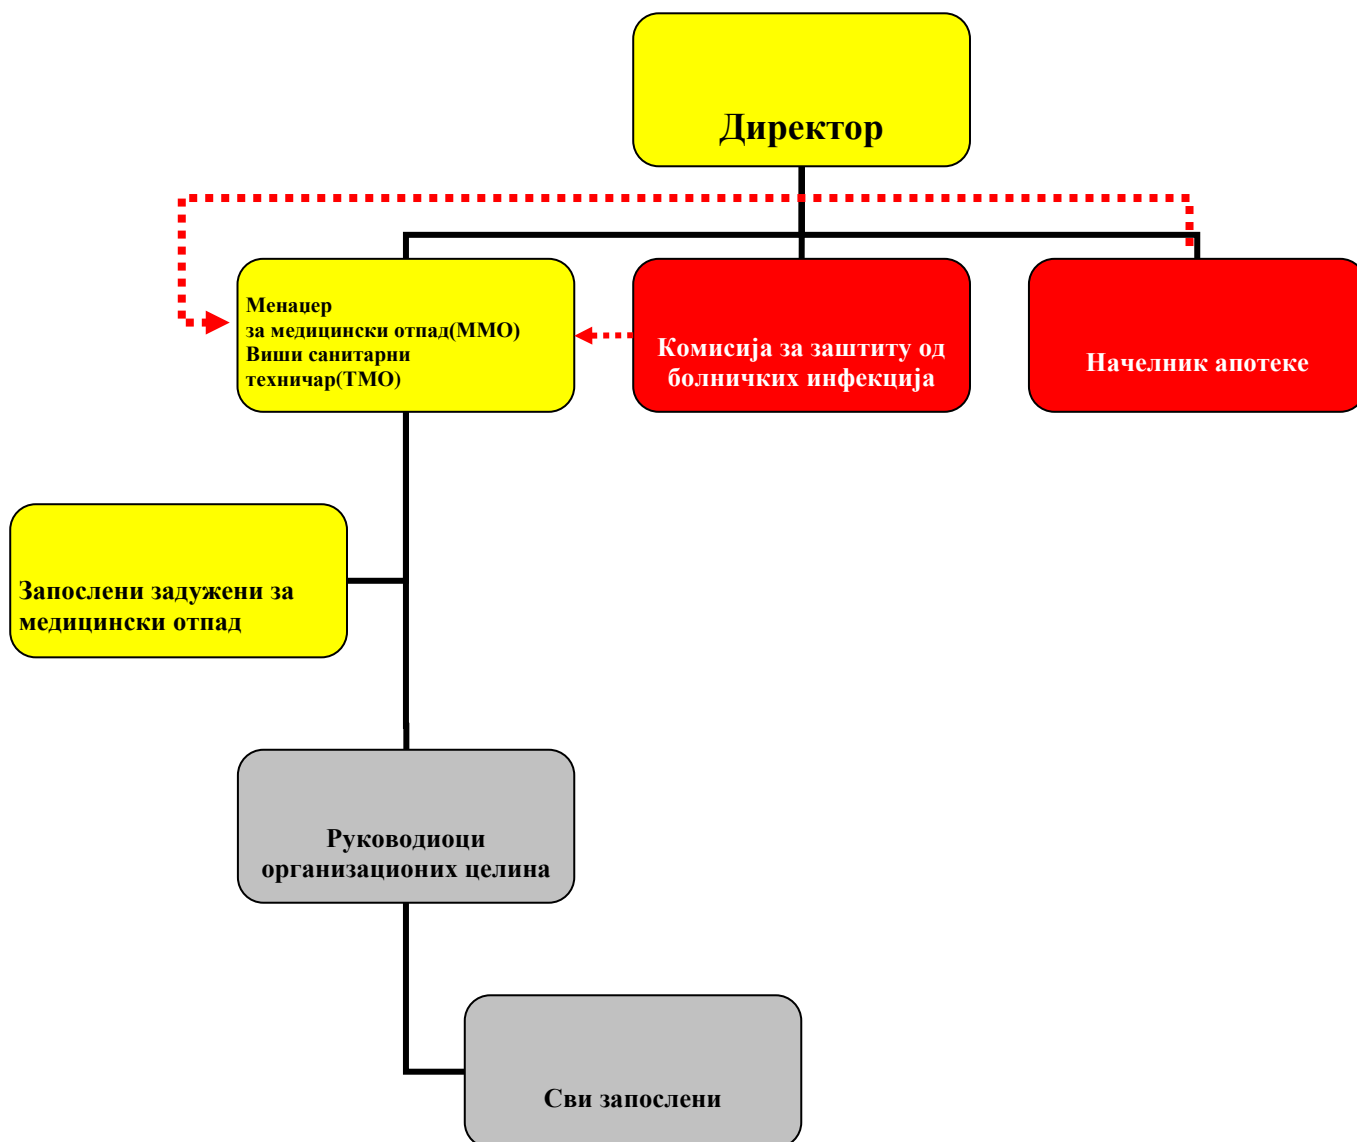 Директор
Менаџер
за медицински отпад(ММО)
Виши санитарни
техничар(ТМО)
Комисија за заштиту од
болничких инфекција
Начелник апотеке
Запослени задужени за
медицински отпад
Руководиоци
организационих целина
Сви запослени